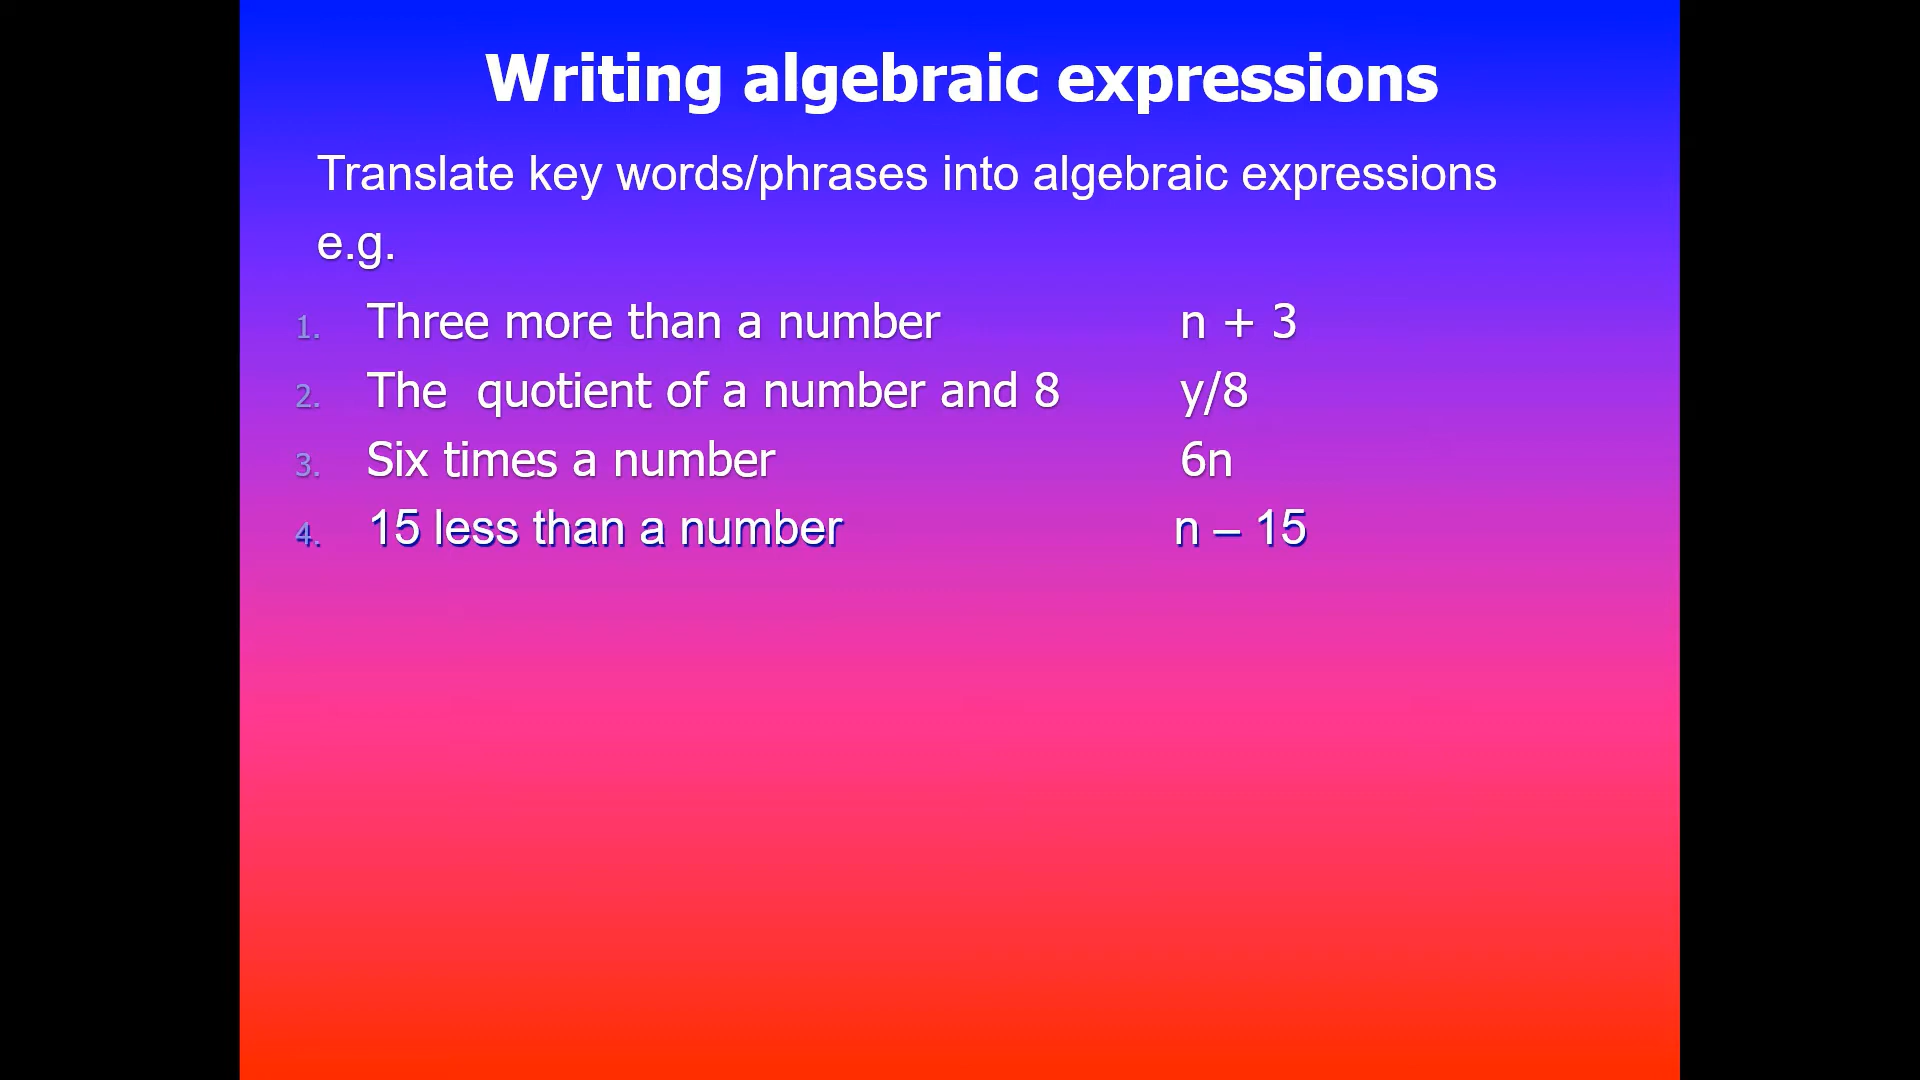 Writing algebraic expressions
Translate key words/phrases into algebraic expressions
e.g.
1. Three more than a number n + 3
2. The quotient of a number and 8 y/8
3. Six times a number 6n
4. 15 less than a number n – 15